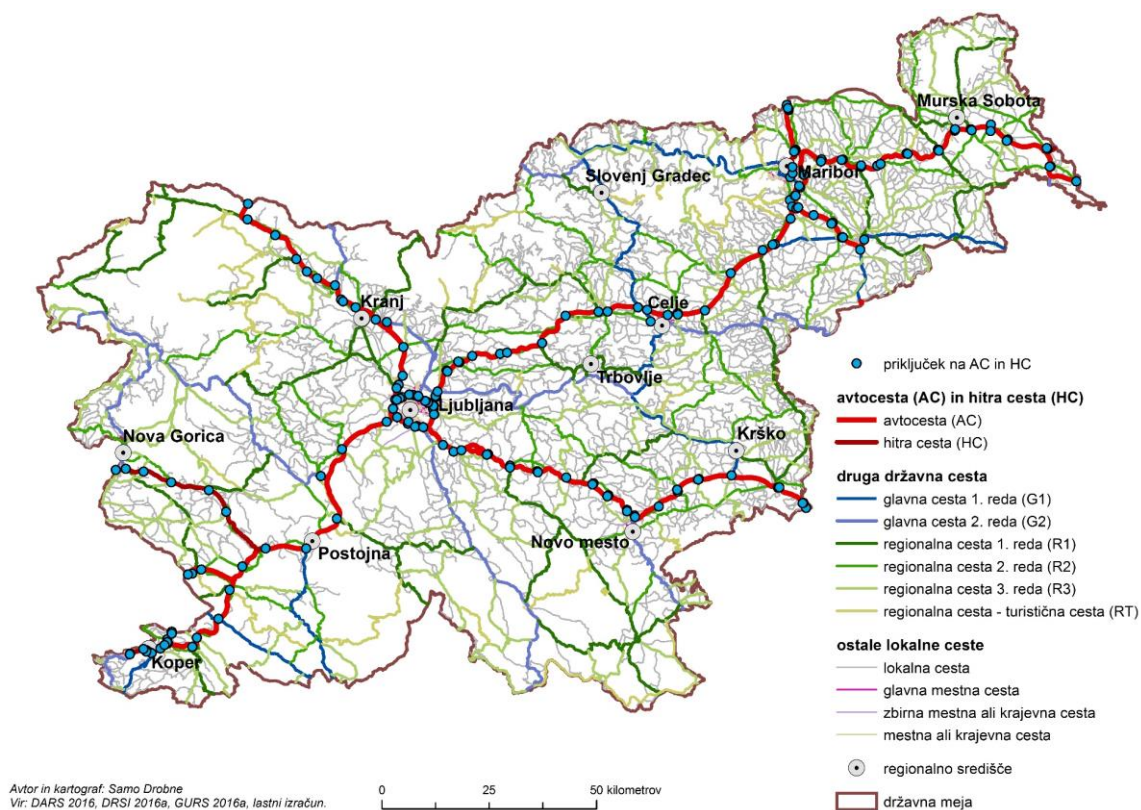 Murska Sobota
Maribor
Slovenj Gradec
Kranj
Celje
Trbovlje
Ljubljana
Nova Gorica
Krško
Novo mesto
Postojna
Koper
priključek na AC in HC
avtocesta (AC) in hitra cesta (HC)
avtocesta (AC)
hitra cesta (HC)
druga državna cesta
glavna cesta 1. reda (G1)
glavna cesta 2. reda (G2)
regionalna cesta 1. reda (R1)
regionalna cesta 2. reda (R2)
regionalna cesta 3. reda (R3)
regionalna cesta - turistična cesta (RT)
ostale lokalne ceste
lokalna cesta
glavna mestna cesta
zbirna mestna ali krajevna cesta
mestna ali krajevna cesta
regionalno središče
državna meja
Avtor in kartograf: Samo Drobne
Vir: DARS 2016, DRSI 2016a, GURS 2016a, lastni izračun.
0 25 50 kilometrov